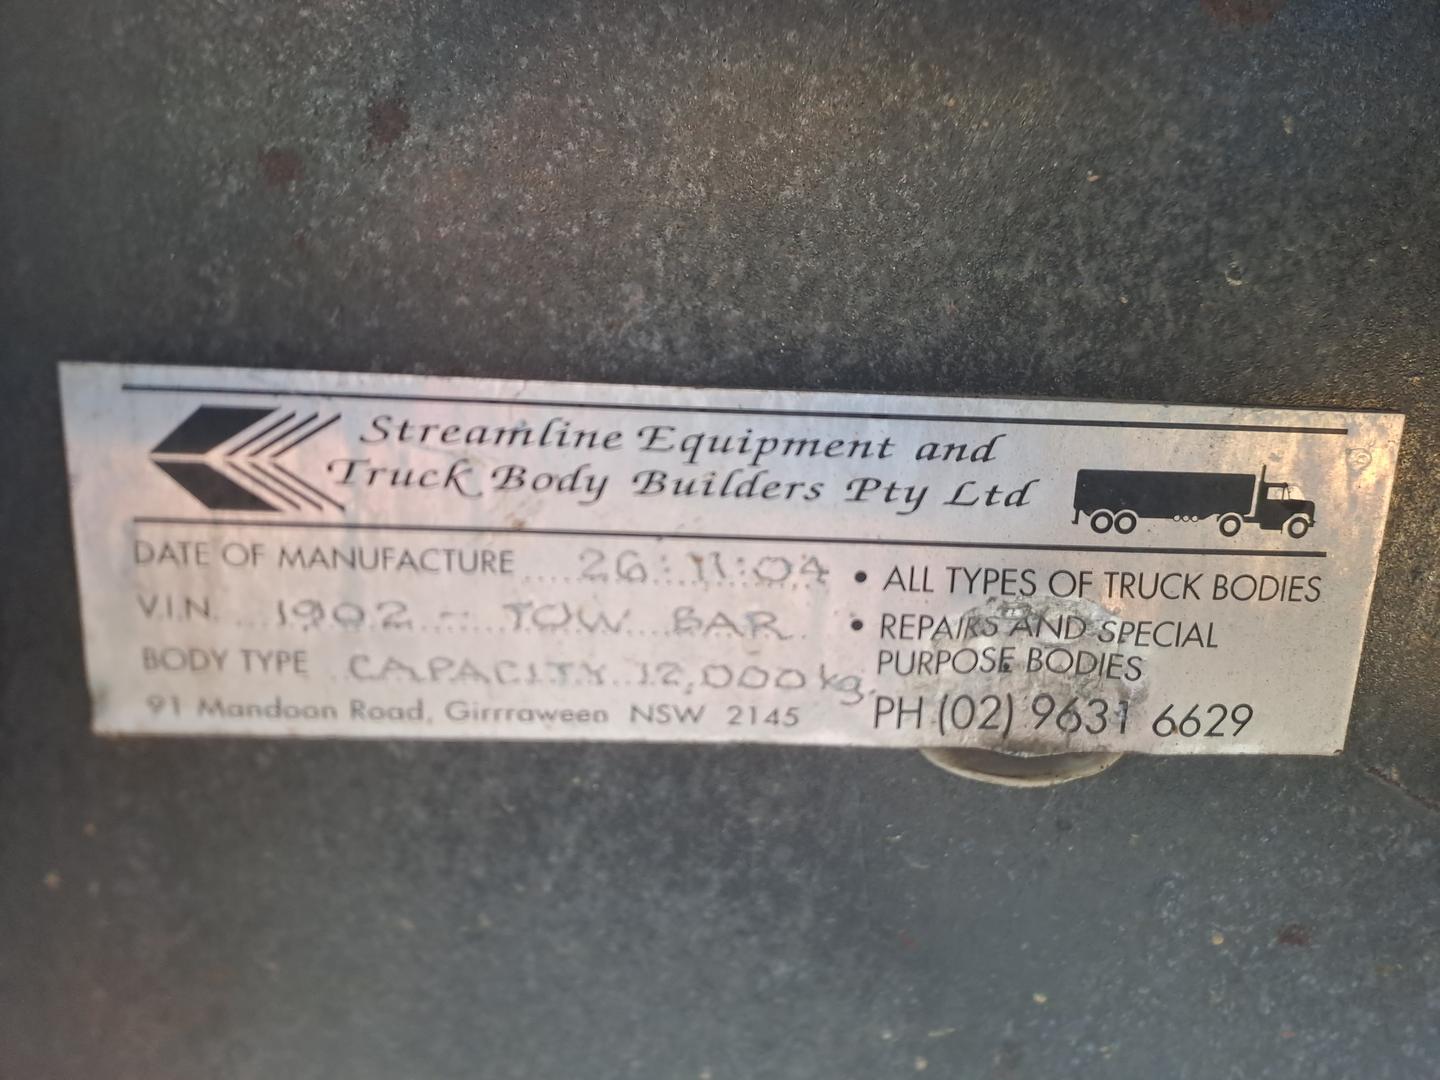 Streamline Equipment and
Truck Body Builders Pty Ltd
DATE OF MANUFACTURE 26:11:04
V.I.N. 1902 - TOW BAR
BODY TYPE CAPACITY 12,000kg.
91 Mandoon Road, Girrraween NSW 2145
• ALL TYPES OF TRUCK BODIES
• REPAIRS AND SPECIAL
PURPOSE BODIES
PH (02) 9631 6629